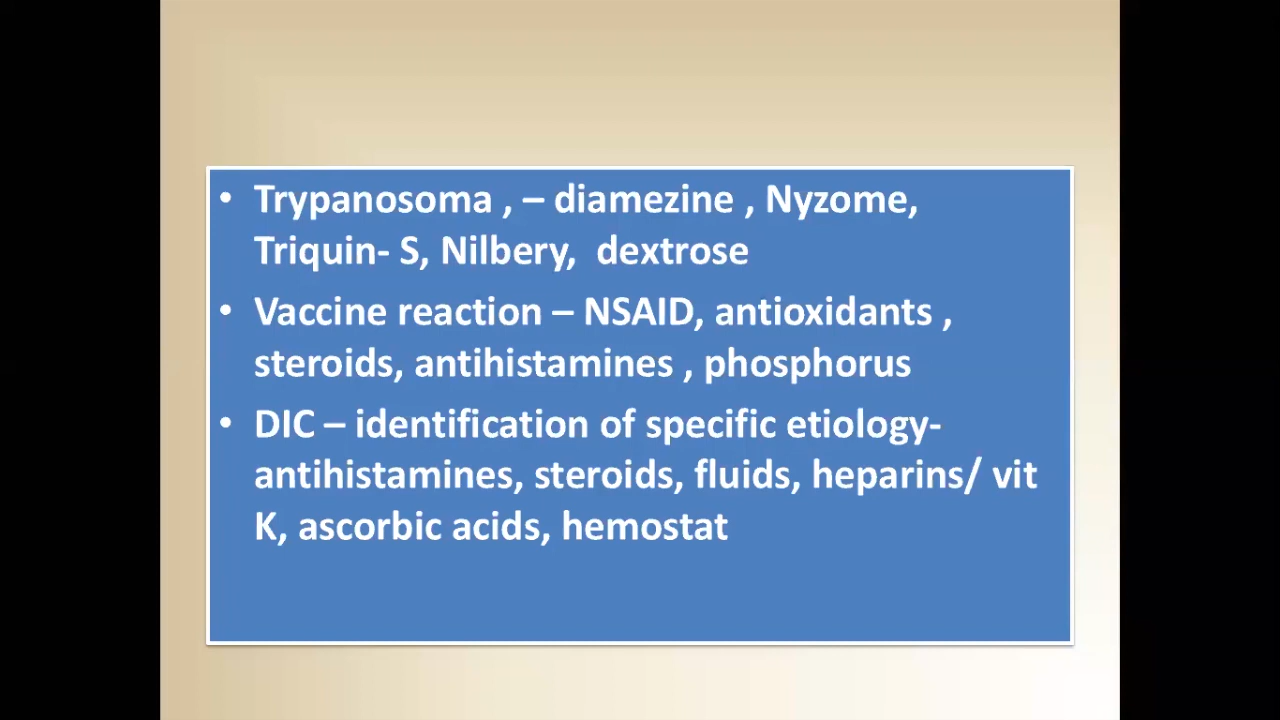 • Trypanosoma , – diamezine , Nyzome,
Triquin- S, Nilbery, dextrose
• Vaccine reaction – NSAID, antioxidants ,
steroids, antihistamines , phosphorus
• DIC – identification of specific etiology-
antihistamines, steroids, fluids, heparins/ vit
K, ascorbic acids, hemostat